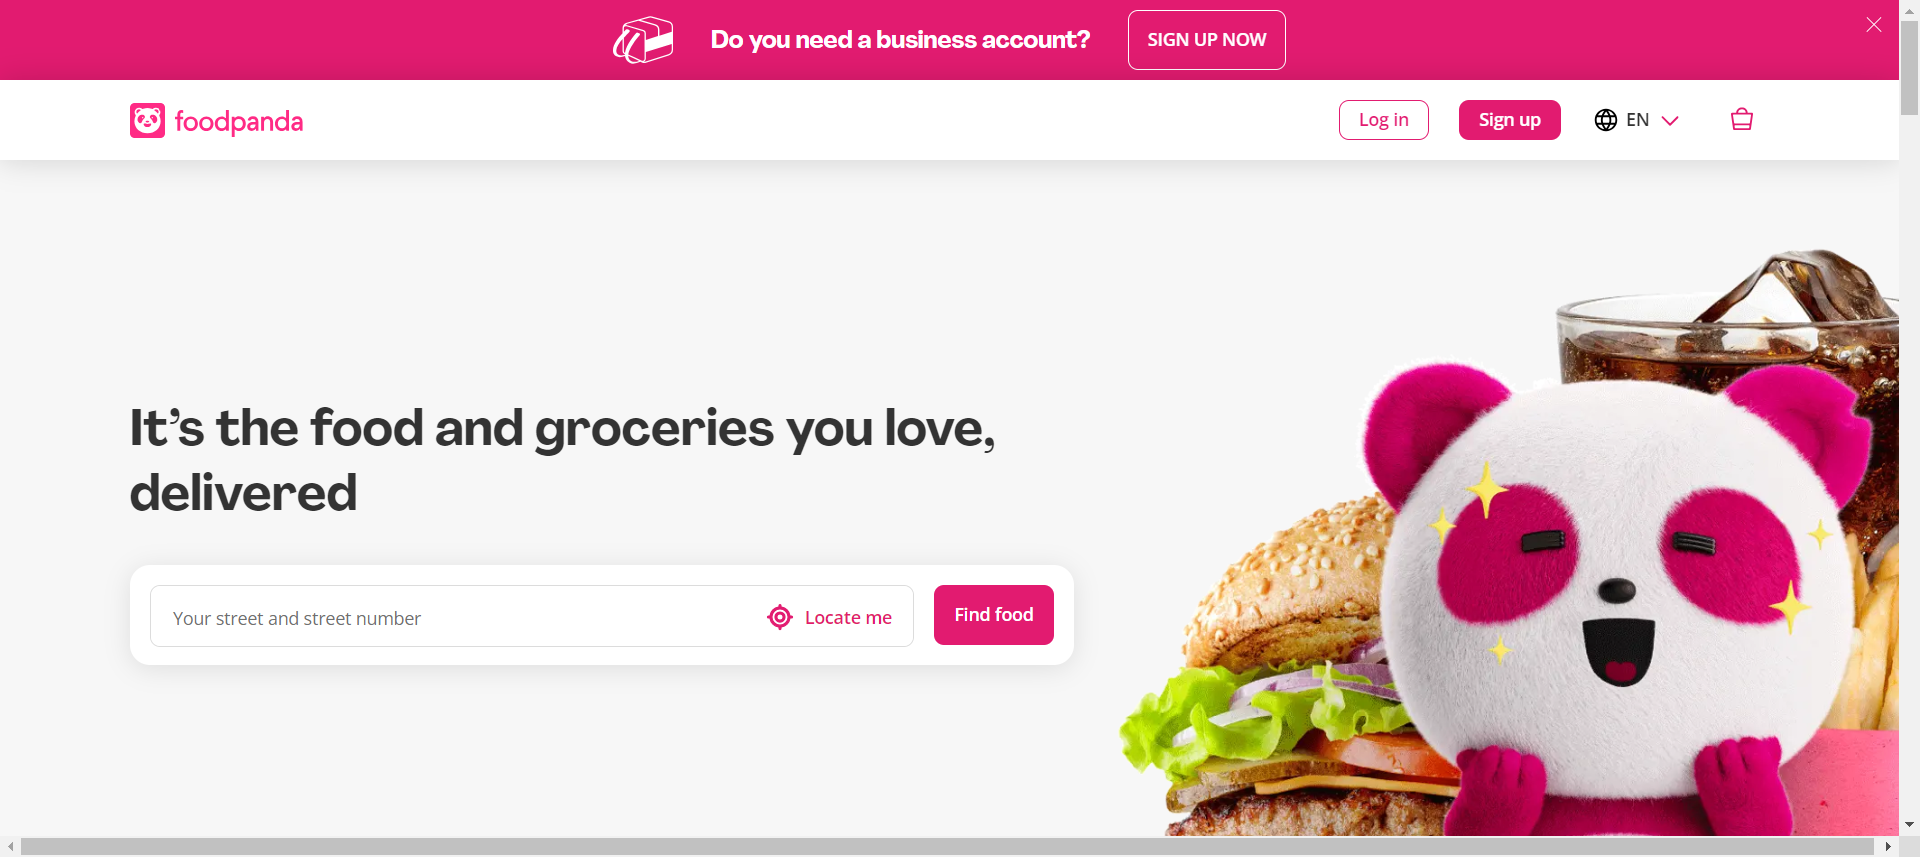 Do you need a business account?
SIGN UP NOW
foodpanda
Log in
Sign up
EN
It’s the food and groceries you love,
delivered
Your street and street number
Locate me
Find food